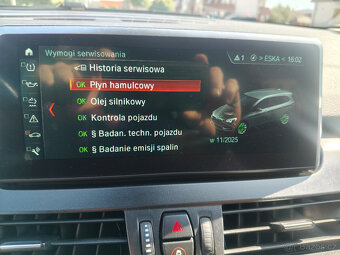 Wymogi serwisowania
1 > ESKA 16:02
Historia serwisowa
OK Płyn hamulcowy
OK Olej silnikowy
OK Kontrola pojazdu
OK § Badan. techn. pojazdu
OK § Badanie emisji spalin
w 11/2025